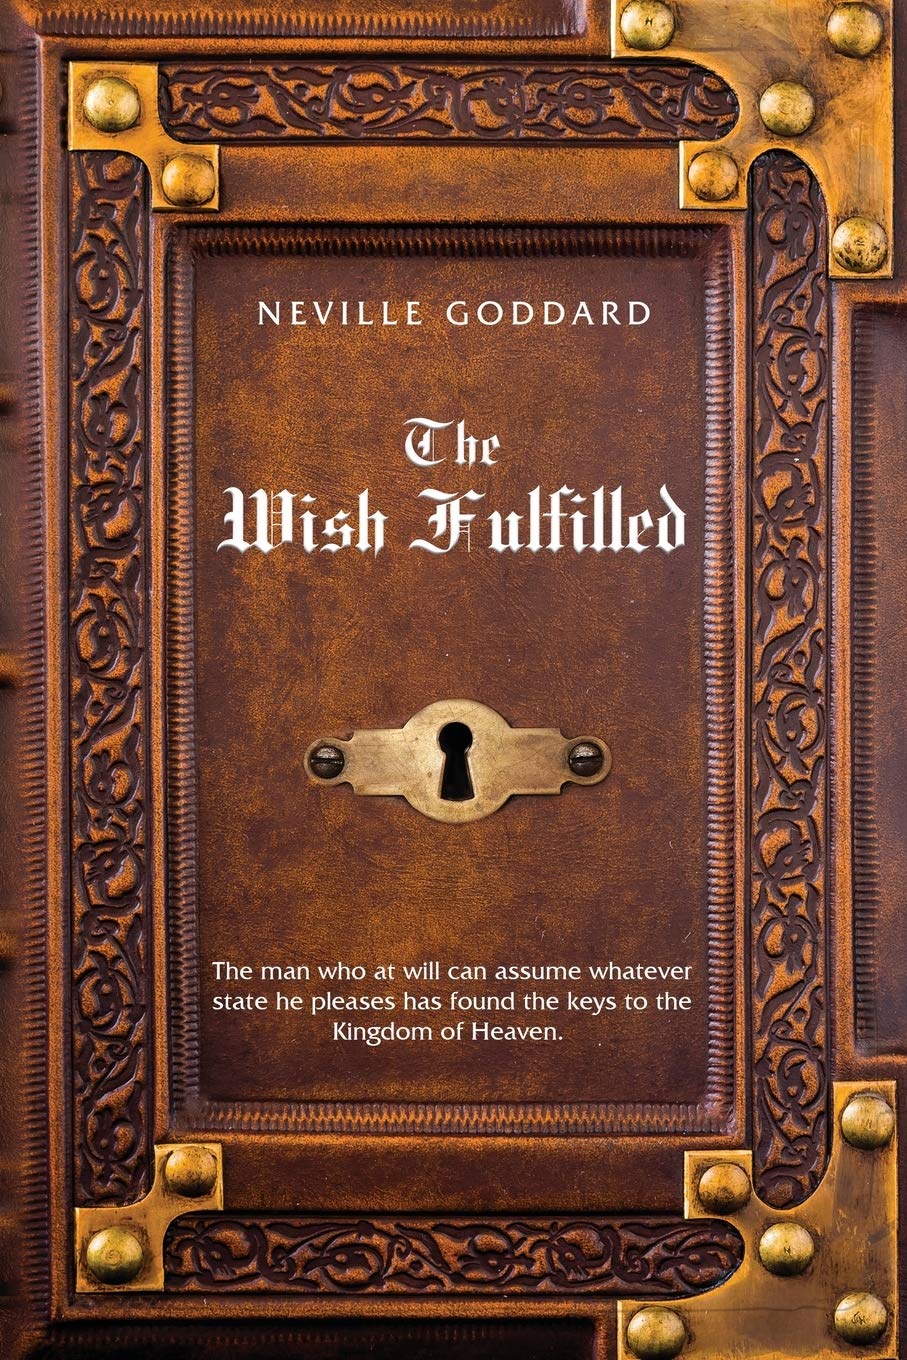 NEVILLE GODDARD
The
Wish Fulfilled
The man who at will can assume whatever
state he pleases has found the keys to the
Kingdom of Heaven.